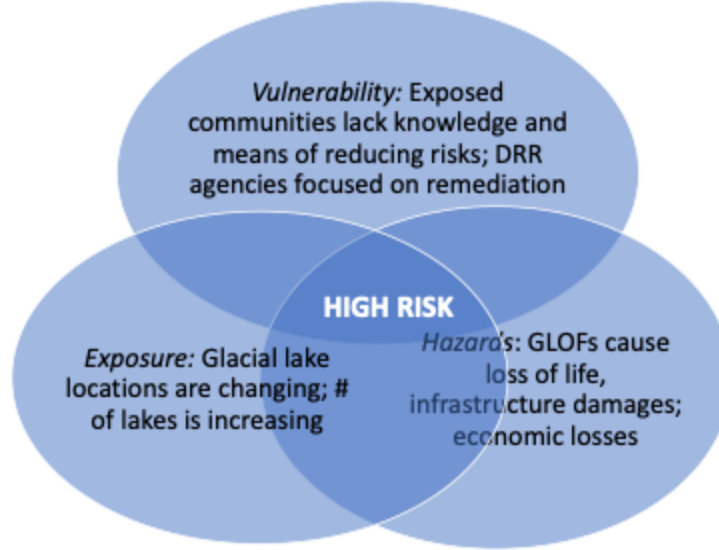 Vulnerability: Exposed
communities lack knowledge and
means of reducing risks; DRR
agencies focused on remediation
HIGH RISK
Exposure: Glacial lake
locations are changing; #
of lakes is increasing
Hazards: GLOFs cause
loss of life,
infrastructure damages;
economic losses